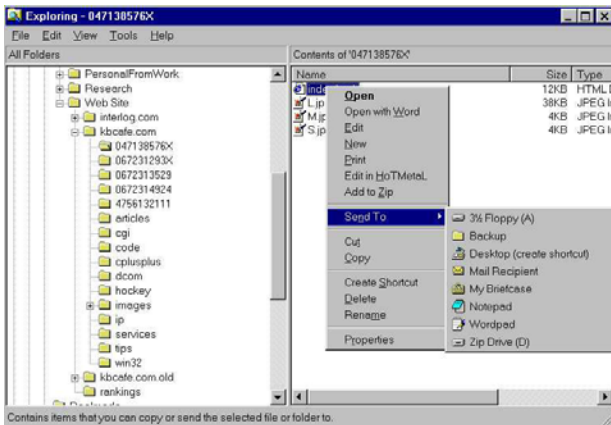 Exploring - 047138576X
File Edit View Tools Help
All Folders
Contents of '047138576X'
PersonalFromWork
Research
Web Site
interlog.com
kbcafe.com
047138576X
067231293X
0672313529
0672314924
4756132111
articles
cgi
code
cplusplus
dcom
hockey
images
ip
services
tips
win32
kbcafe.com.old
rankings
Name Size Type
12KB HTML
L.jp 38KB JPEG
M.jp 4KB JPEG
S.jp 4KB JPEG
Open
Open with Word
Edit
New
Print
Edit in HoTMetaL
Add to Zip
Send To
Cut
Copy
Create Shortcut
Delete
Rename
Properties
3½ Floppy (A)
Backup
Desktop (create shortcut)
Mail Recipient
My Briefcase
Notepad
Wordpad
Zip Drive (D)
Contains items that you can copy or send the selected file or folder to.